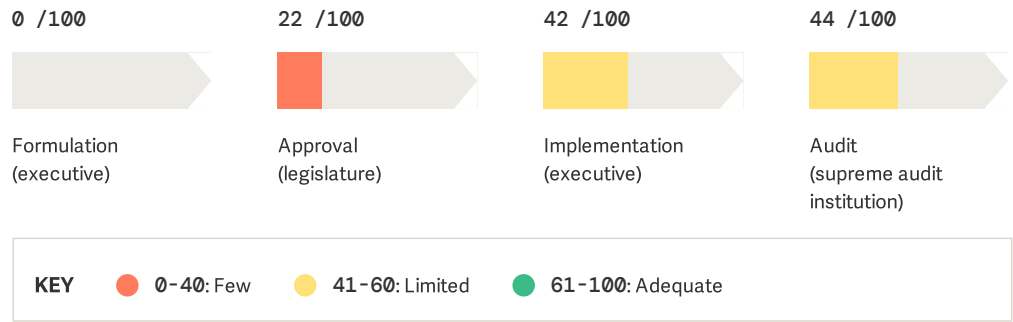 0 /100
22 /100
42 /100
44 /100
Formulation
(executive)
Approval
(legislature)
Implementation
(executive)
Audit
(supreme audit
institution)
KEY
0-40: Few
41-60: Limited
61-100: Adequate